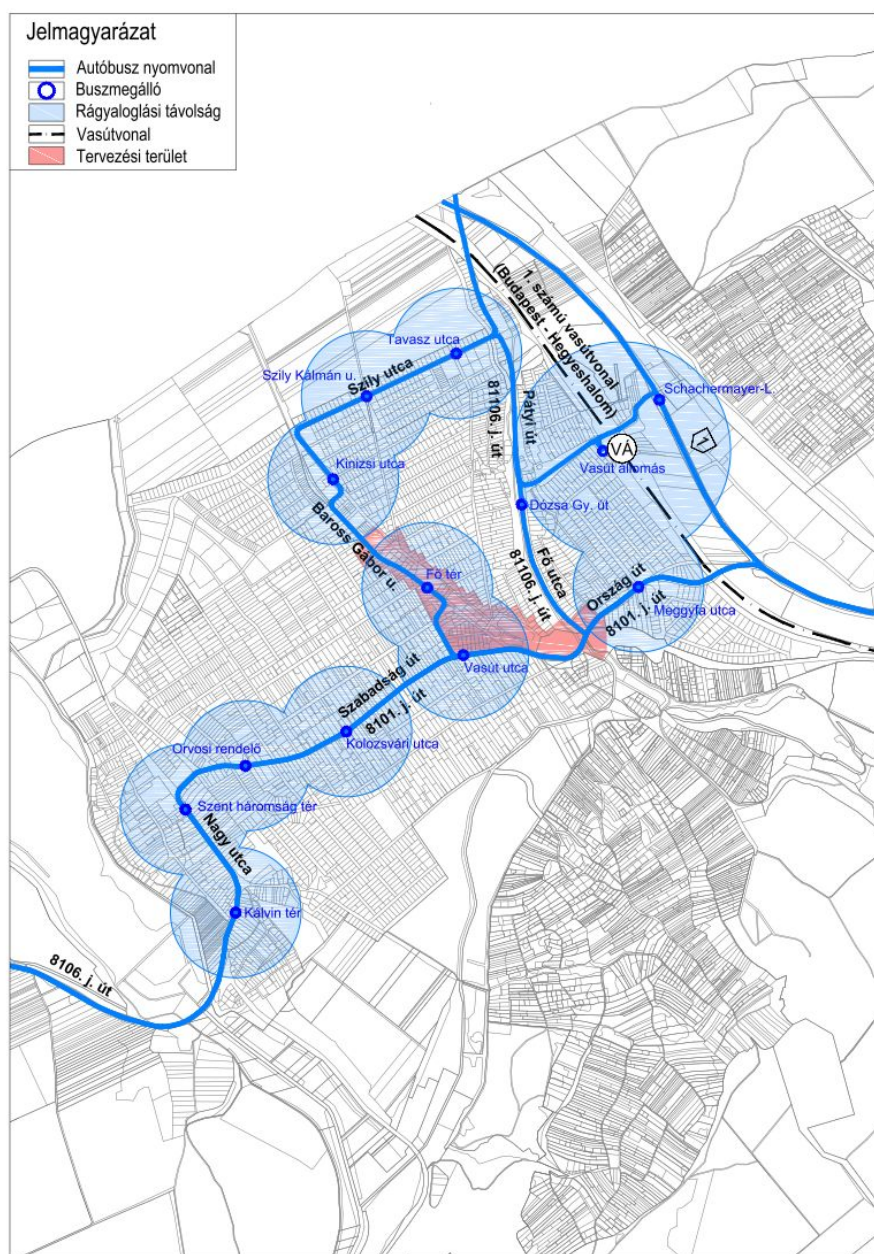 Jelmagyarázat
Autóbusz nyomvonal
Buszmegálló
Rágyaloglási távolság
Vasútvonal
Tervezési terület
1. számú vasútvonal
(Budapest - Hegyeshalom)
Tavasz utca
Szily Kálmán u.
Szily utca
81106. j. út
Patyi út
Schachermayer-L.
1
VÁ
Vasút állomás
Kinizsi utca
Dózsa Gy. út
Baross Gábor u.
Fő tér
Fő utca
81106. j. út
Ország út
8101. j. út
Meggyfa utca
Vasút utca
Szabadság út
8101. j. út
Kolozsvári utca
Orvosi rendelő
Szent háromság tér
Nagy utca
Kálvin tér
8106. j. út